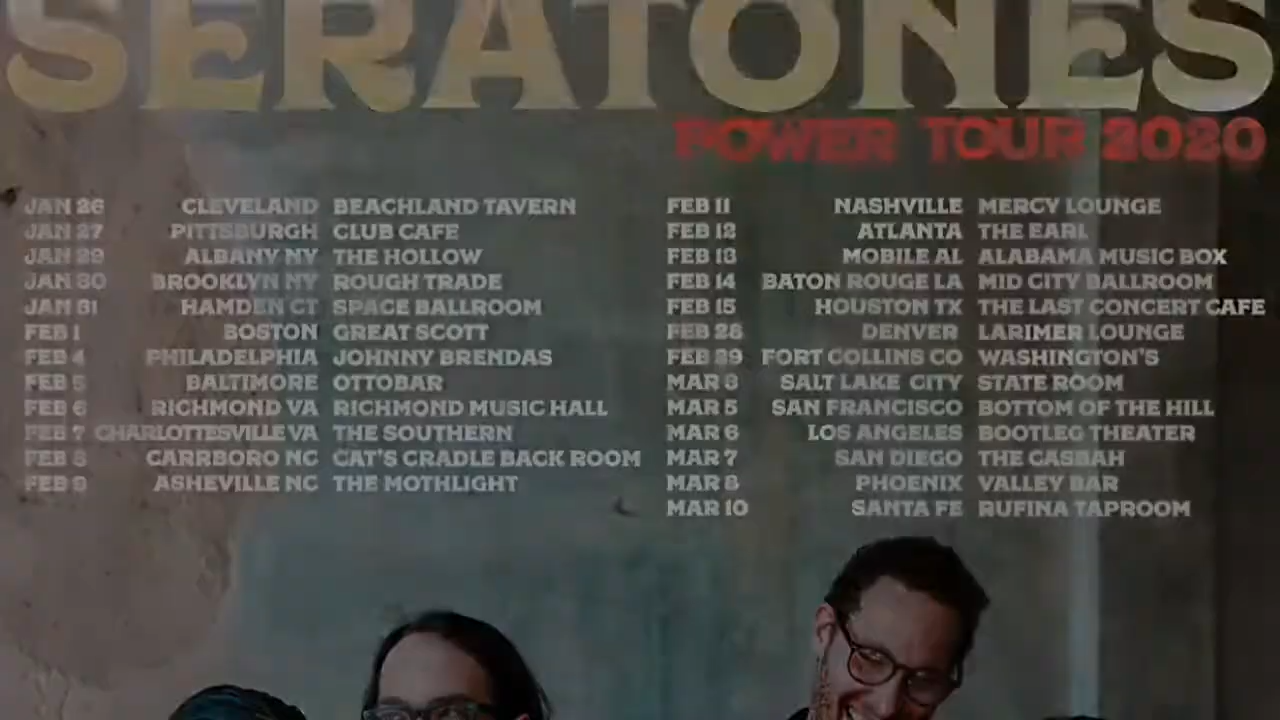 SERATONES
POWER TOUR 2020
JAN 26 CLEVELAND BEACHLAND TAVERN
JAN 27 PITTSBURGH CLUB CAFE
JAN 29 ALBANY NY THE HOLLOW
JAN 30 BROOKLYN NY ROUGH TRADE
JAN 31 HAMDEN CT SPACE BALLROOM
FEB 1 BOSTON GREAT SCOTT
FEB 4 PHILADELPHIA JOHNNY BRENDAS
FEB 5 BALTIMORE OTTOBAR
FEB 6 RICHMOND VA RICHMOND MUSIC HALL
FEB 7 CHARLOTTESVILLE VA THE SOUTHERN
FEB 8 CARRBORO NC CAT'S CRADLE BACK ROOM
FEB 9 ASHEVILLE NC THE MOTHLIGHT
FEB 11 NASHVILLE MERCY LOUNGE
FEB 12 ATLANTA THE EARL
FEB 13 MOBILE AL ALABAMA MUSIC BOX
FEB 14 BATON ROUGE LA MID CITY BALLROOM
FEB 15 HOUSTON TX THE LAST CONCERT CAFE
FEB 28 DENVER LARIMER LOUNGE
FEB 29 FORT COLLINS CO WASHINGTON'S
MAR 3 SALT LAKE CITY STATE ROOM
MAR 5 SAN FRANCISCO BOTTOM OF THE HILL
MAR 6 LOS ANGELES BOOTLEG THEATER
MAR 7 SAN DIEGO THE CASBAH
MAR 8 PHOENIX VALLEY BAR
MAR 10 SANTA FE RUFINA TAPROOM